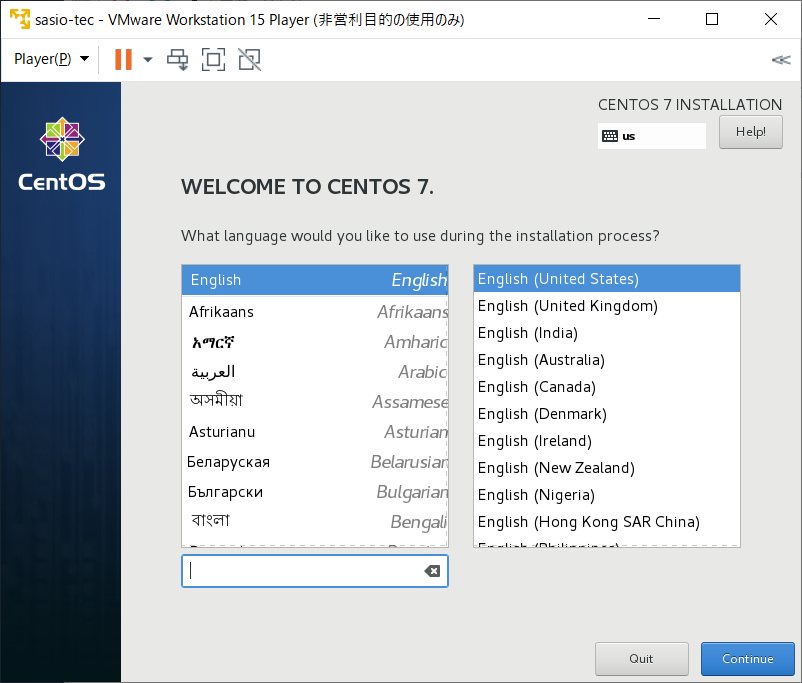 sasio-tec - VMware Workstation 15 Player (非営利目的の使用のみ)
Player(P)
CentOS
CENTOS 7 INSTALLATION
us
Help!
WELCOME TO CENTOS 7.
What language would you like to use during the installation process?
English English
Afrikaans Afrikaans
አማርኛ Amharic
العربية Arabic
অসমীয়া Assamese
Asturianu Asturian
Беларуская Belarusian
Български Bulgarian
বাংলা Bengali
English (United States)
English (United Kingdom)
English (India)
English (Australia)
English (Canada)
English (Denmark)
English (Ireland)
English (New Zealand)
English (Nigeria)
English (Hong Kong SAR China)
English (Philippines)
Quit
Continue